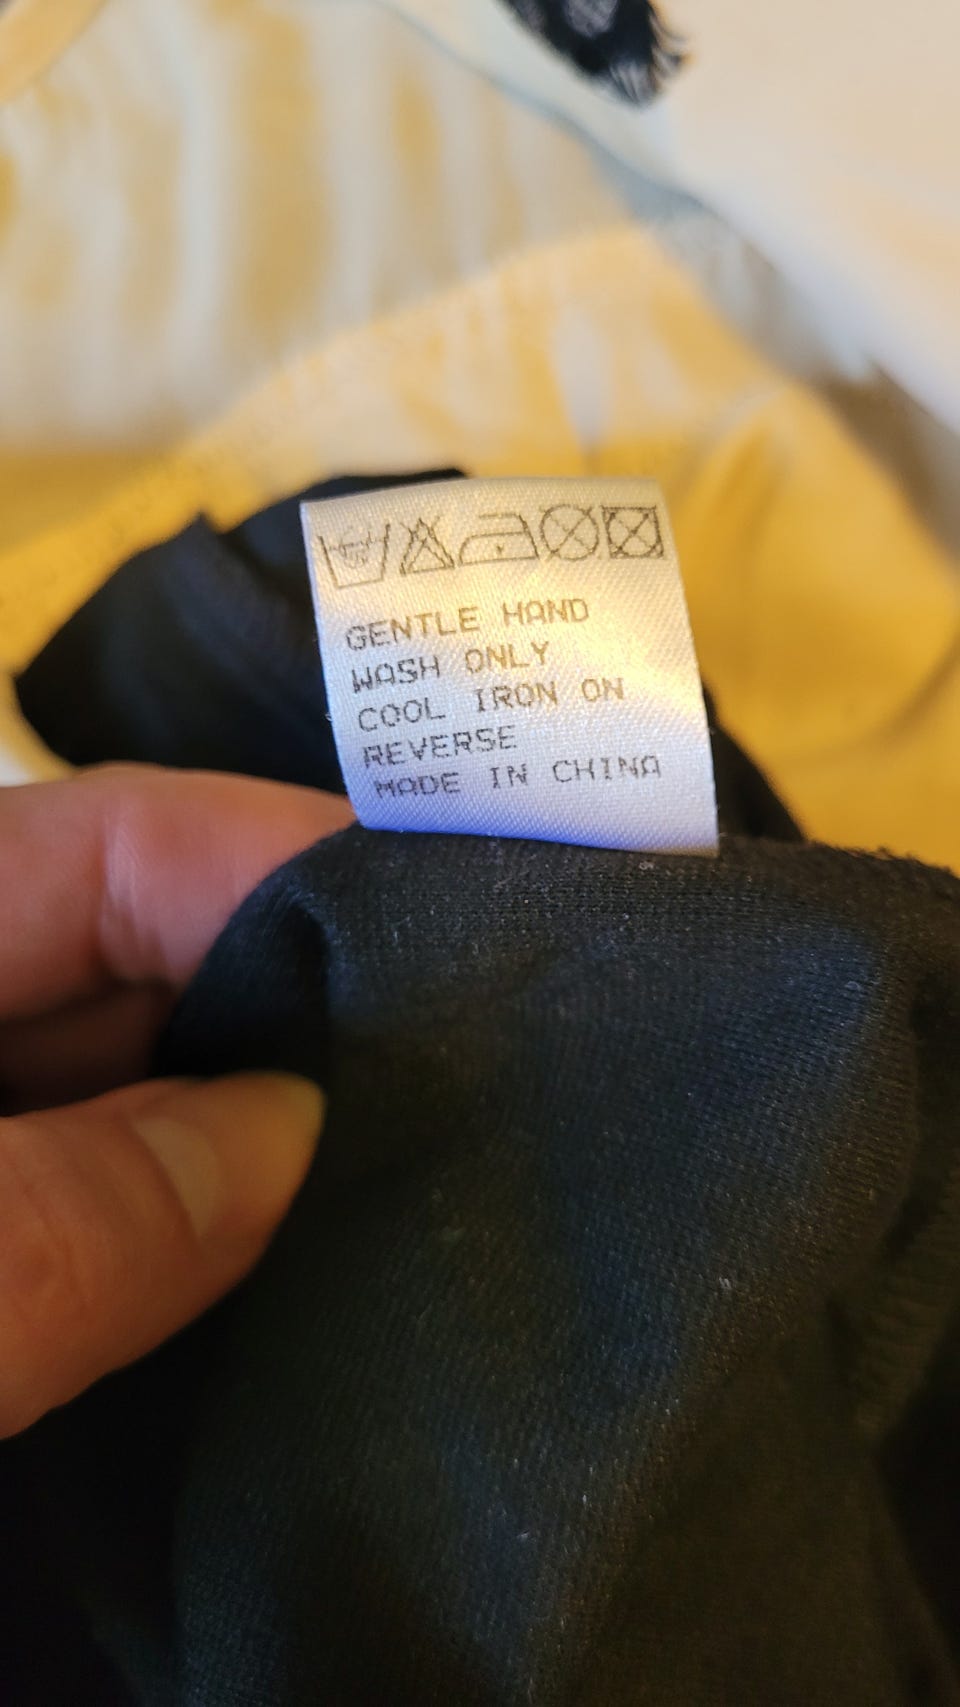 GENTLE HAND
WASH ONLY
COOL IRON ON
REVERSE
MADE IN CHINA